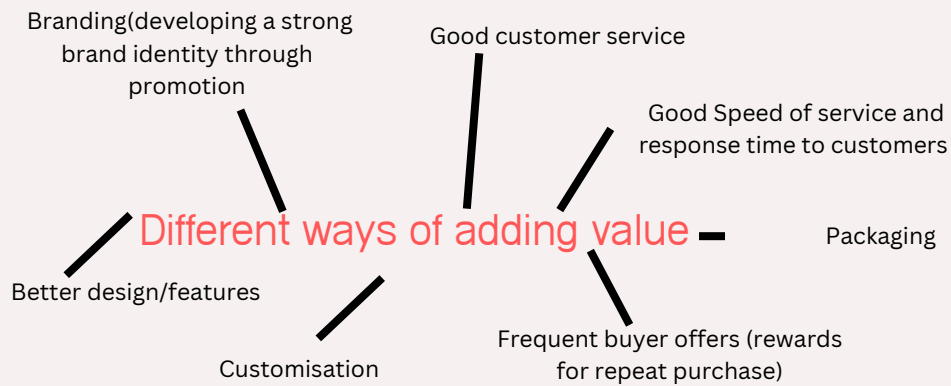 Branding(developing a strong
brand identity through
promotion
Good customer service
Good Speed of service and
response time to customers
Different ways of adding value
Packaging
Better design/features
Customisation
Frequent buyer offers (rewards
for repeat purchase)